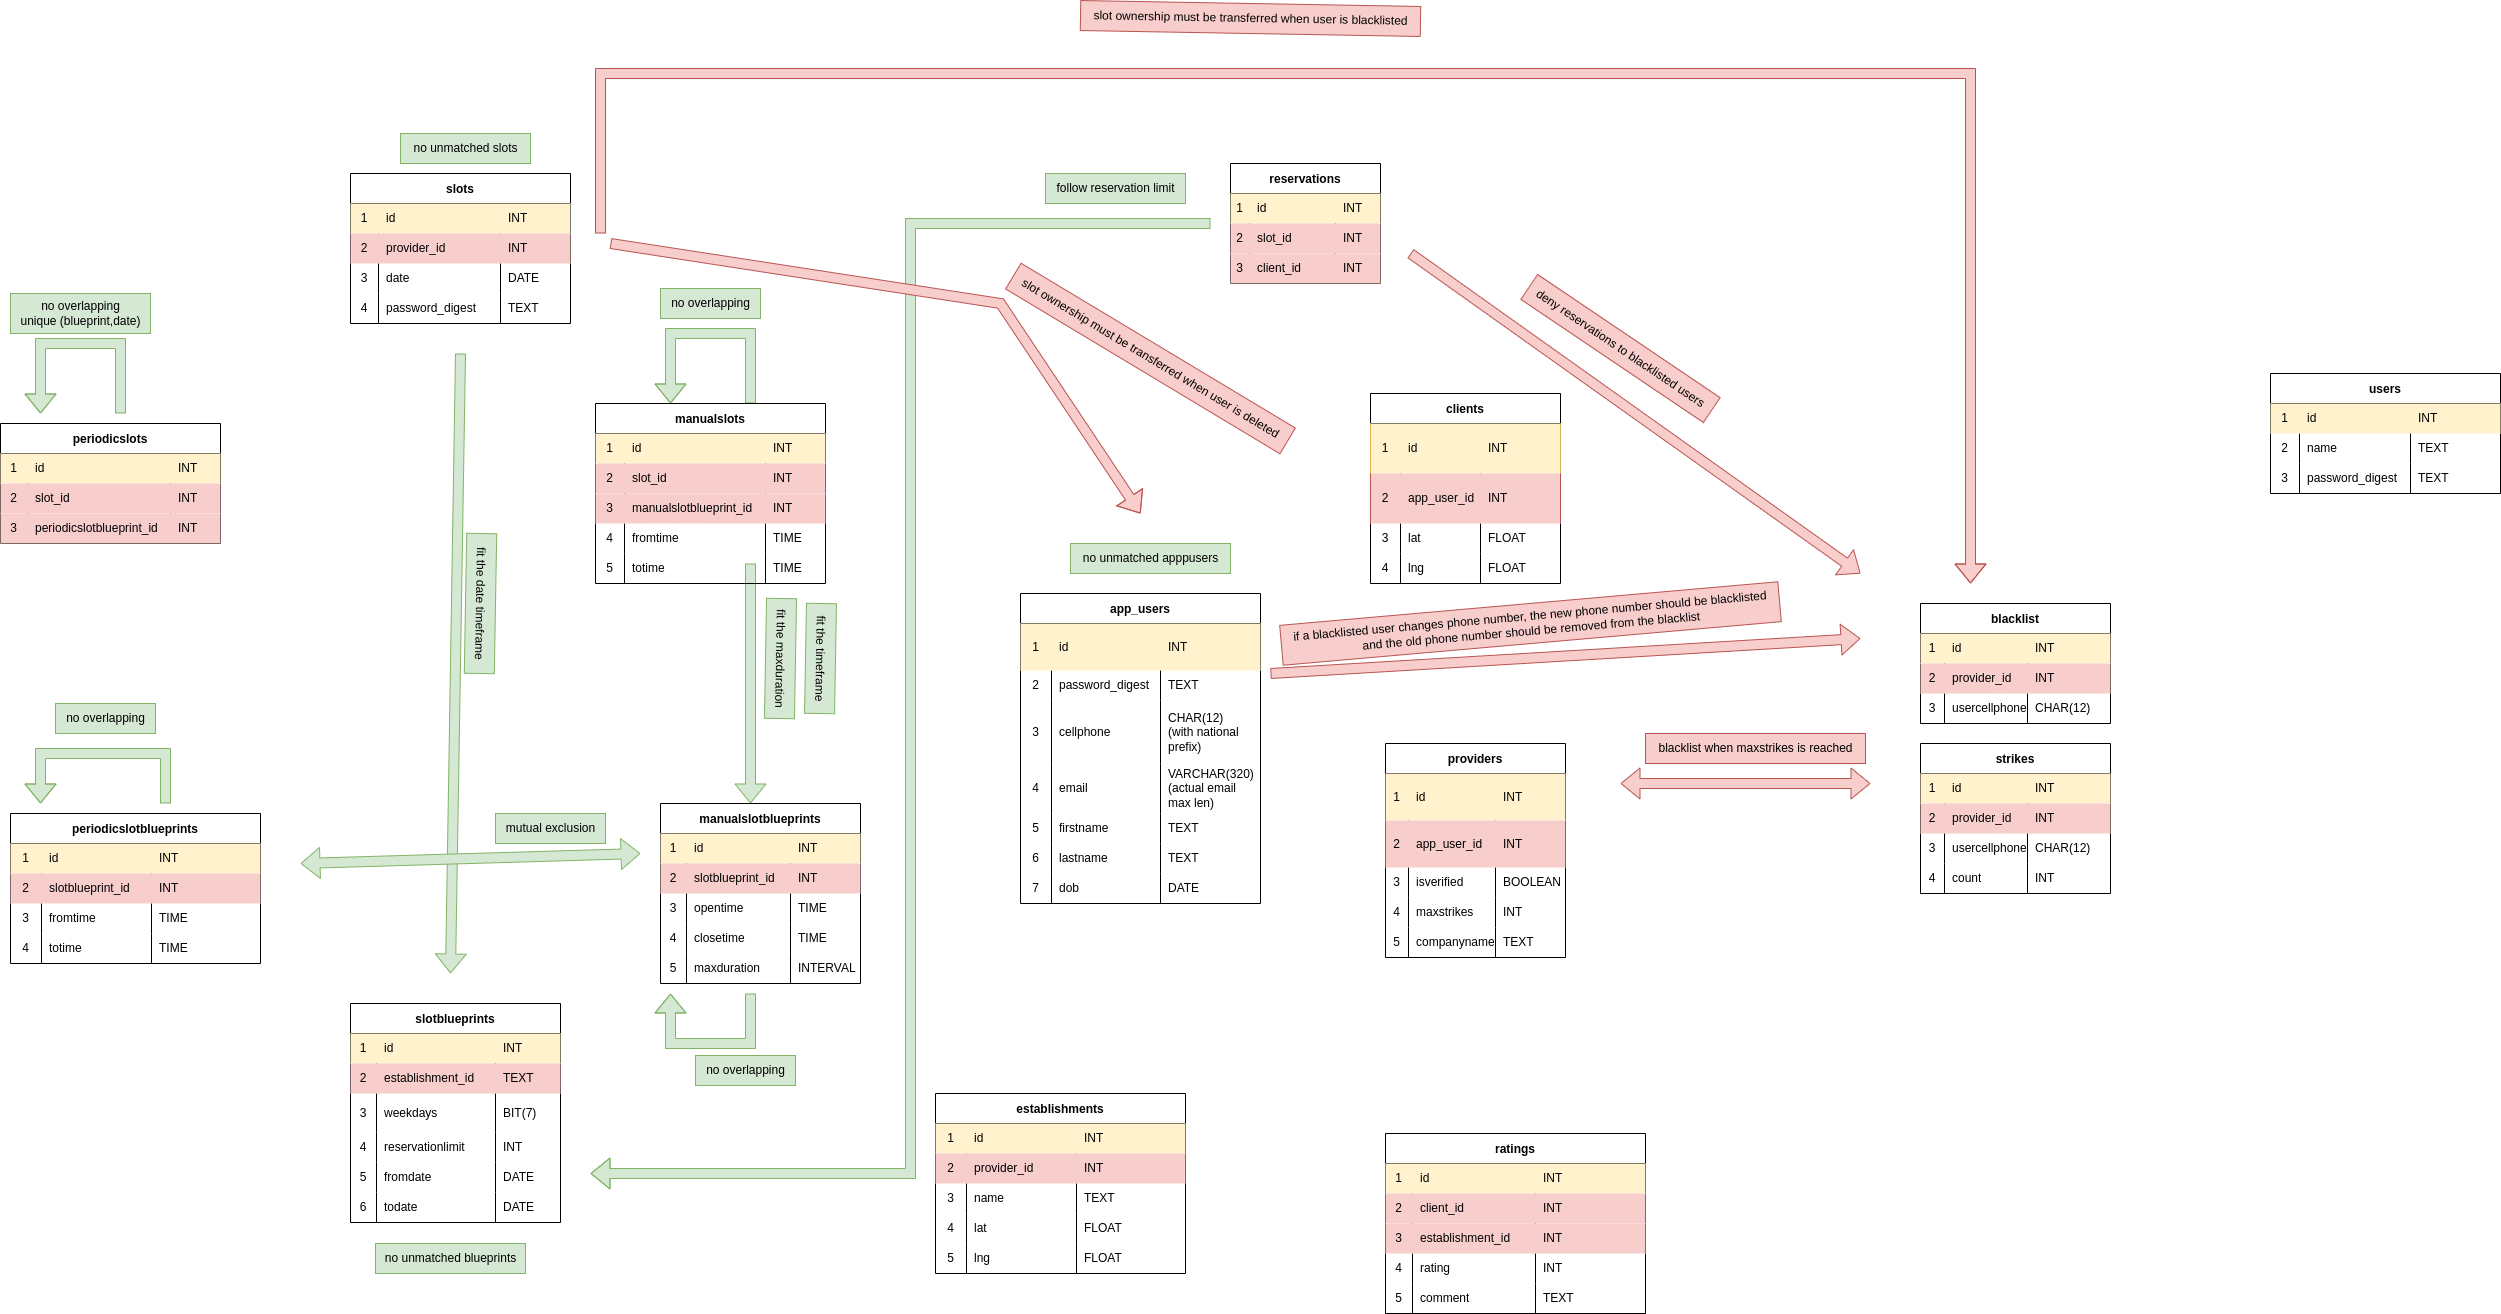 slot ownership must be transferred when user is blacklisted
no unmatched slots
slots
1 id INT
2 provider_id INT
3 date DATE
4 password_digest TEXT
follow reservation limit
reservations
1 id INT
2 slot_id INT
3 client_id INT
no overlapping
unique (blueprint,date)
periodicslots
1 id INT
2 slot_id INT
3 periodicslotblueprint_id INT
no overlapping
manualslots
1 id INT
2 slot_id INT
3 manualslotblueprint_id INT
4 fromtime TIME
5 totime TIME
slot ownership must be transferred when user is deleted
deny reservations to blacklisted users
clients
1 id INT
2 app_user_id INT
3 lat FLOAT
4 lng FLOAT
users
1 id INT
2 name TEXT
3 password_digest TEXT
fit the date timeframe
fit the maxduration
fit the timeframe
no unmatched apppusers
app_users
1 id INT
2 password_digest TEXT
3 cellphone CHAR(12)
(with national
prefix)
4 email VARCHAR(320)
(actual email
max len)
5 firstname TEXT
6 lastname TEXT
7 dob DATE
if a blacklisted user changes phone number, the new phone number should be blacklisted
and the old phone number should be removed from the blacklist
blacklist
1 id INT
2 provider_id INT
3 usercellphone CHAR(12)
blacklist when maxstrikes is reached
providers
1 id INT
2 app_user_id INT
3 isverified BOOLEAN
4 maxstrikes INT
5 companyname TEXT
strikes
1 id INT
2 provider_id INT
3 usercellphone CHAR(12)
4 count INT
no overlapping
periodicslotblueprints
1 id INT
2 slotblueprint_id INT
3 fromtime TIME
4 totime TIME
mutual exclusion
manualslotblueprints
1 id INT
2 slotblueprint_id INT
3 opentime TIME
4 closetime TIME
5 maxduration INTERVAL
no overlapping
slotblueprints
1 id INT
2 establishment_id TEXT
3 weekdays BIT(7)
4 reservationlimit INT
5 fromdate DATE
6 todate DATE
no unmatched blueprints
establishments
1 id INT
2 provider_id INT
3 name TEXT
4 lat FLOAT
5 lng FLOAT
ratings
1 id INT
2 client_id INT
3 establishment_id INT
4 rating INT
5 comment TEXT